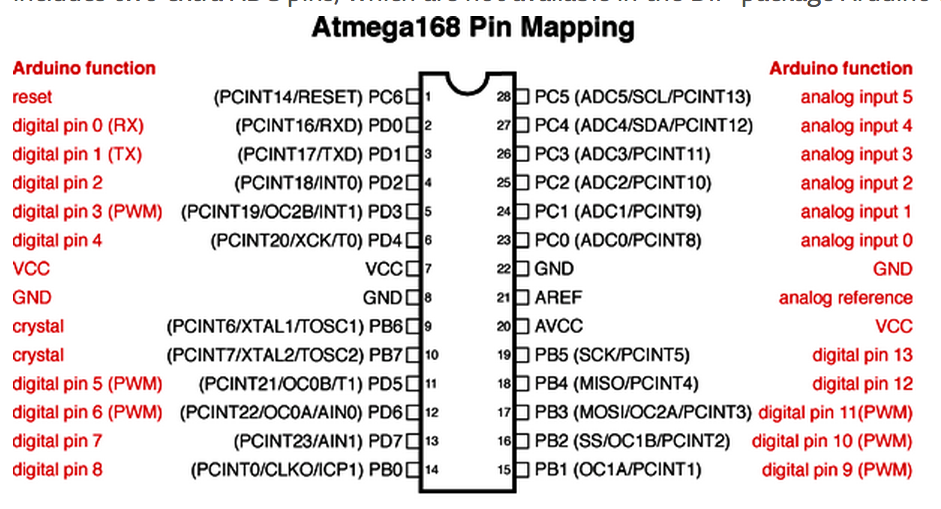 Atmega168 Pin Mapping
Arduino function Arduino function
reset (PCINT14/RESET) PC6 1 28 PC5 (ADC5/SCL/PCINT13) analog input 5
digital pin 0 (RX) (PCINT16/RXD) PD0 2 27 PC4 (ADC4/SDA/PCINT12) analog input 4
digital pin 1 (TX) (PCINT17/TXD) PD1 3 26 PC3 (ADC3/PCINT11) analog input 3
digital pin 2 (PCINT18/INT0) PD2 4 25 PC2 (ADC2/PCINT10) analog input 2
digital pin 3 (PWM) (PCINT19/OC2B/INT1) PD3 5 24 PC1 (ADC1/PCINT9) analog input 1
digital pin 4 (PCINT20/XCK/T0) PD4 6 23 PC0 (ADC0/PCINT8) analog input 0
VCC VCC 7 22 GND GND
GND GND 8 21 AREF analog reference
crystal (PCINT6/XTAL1/TOSC1) PB6 9 20 AVCC VCC
crystal (PCINT7/XTAL2/TOSC2) PB7 10 19 PB5 (SCK/PCINT5) digital pin 13
digital pin 5 (PWM) (PCINT21/OC0B/T1) PD5 11 18 PB4 (MISO/PCINT4) digital pin 12
digital pin 6 (PWM) (PCINT22/OC0A/AIN0) PD6 12 17 PB3 (MOSI/OC2A/PCINT3) digital pin 11(PWM)
digital pin 7 (PCINT23/AIN1) PD7 13 16 PB2 (SS/OC1B/PCINT2) digital pin 10 (PWM)
digital pin 8 (PCINT0/CLKO/ICP1) PB0 14 15 PB1 (OC1A/PCINT1) digital pin 9 (PWM)